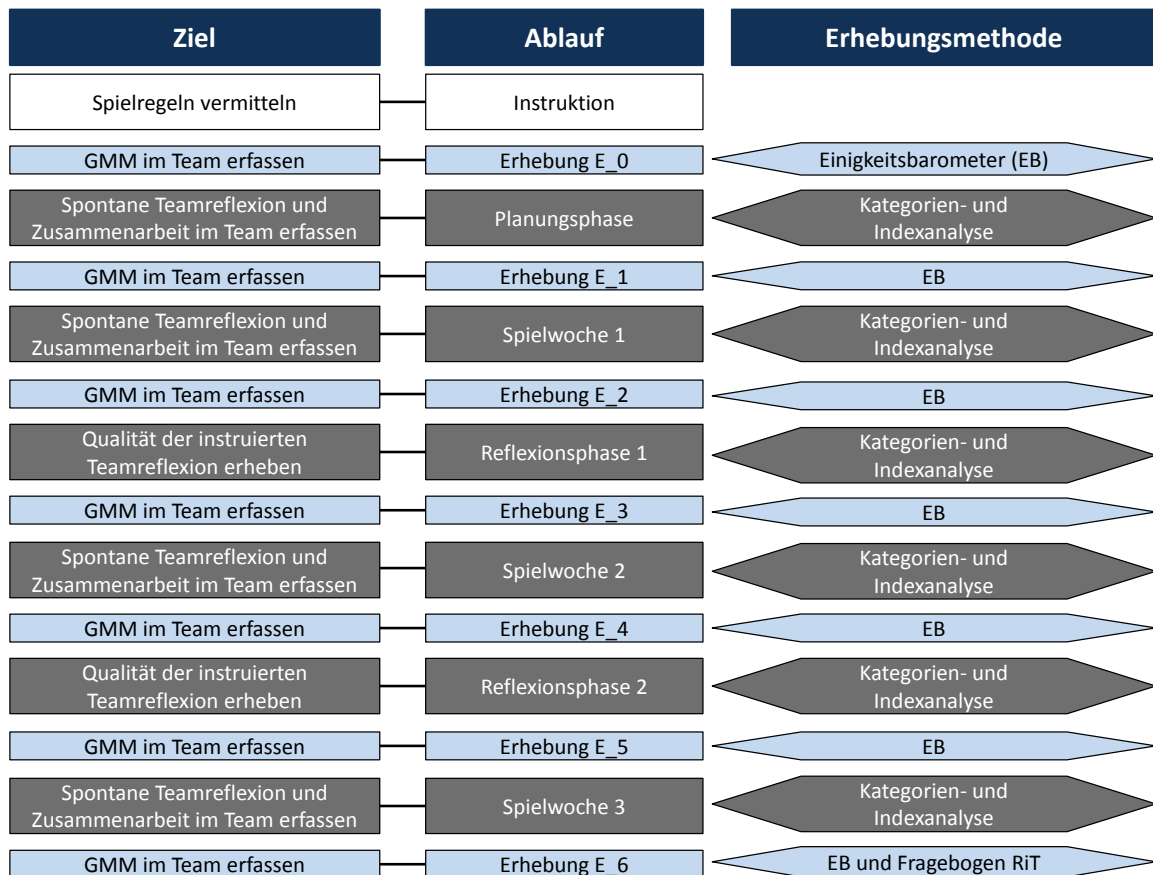 Ziel
Ablauf
Erhebungsmethode
Spielregeln vermitteln
Instruktion
GMM im Team erfassen
Erhebung E_0
Einigkeitsbarometer (EB)
Spontane Teamreflexion und
Zusammenarbeit im Team erfassen
Planungsphase
Kategorien- und
Indexanalyse
GMM im Team erfassen
Erhebung E_1
EB
Spontane Teamreflexion und
Zusammenarbeit im Team erfassen
Spielwoche 1
Kategorien- und
Indexanalyse
GMM im Team erfassen
Erhebung E_2
EB
Qualität der instruierten
Teamreflexion erheben
Reflexionsphase 1
Kategorien- und
Indexanalyse
GMM im Team erfassen
Erhebung E_3
EB
Spontane Teamreflexion und
Zusammenarbeit im Team erfassen
Spielwoche 2
Kategorien- und
Indexanalyse
GMM im Team erfassen
Erhebung E_4
EB
Qualität der instruierten
Teamreflexion erheben
Reflexionsphase 2
Kategorien- und
Indexanalyse
GMM im Team erfassen
Erhebung E_5
EB
Spontane Teamreflexion und
Zusammenarbeit im Team erfassen
Spielwoche 3
Kategorien- und
Indexanalyse
GMM im Team erfassen
Erhebung E_6
EB und Fragebogen RiT